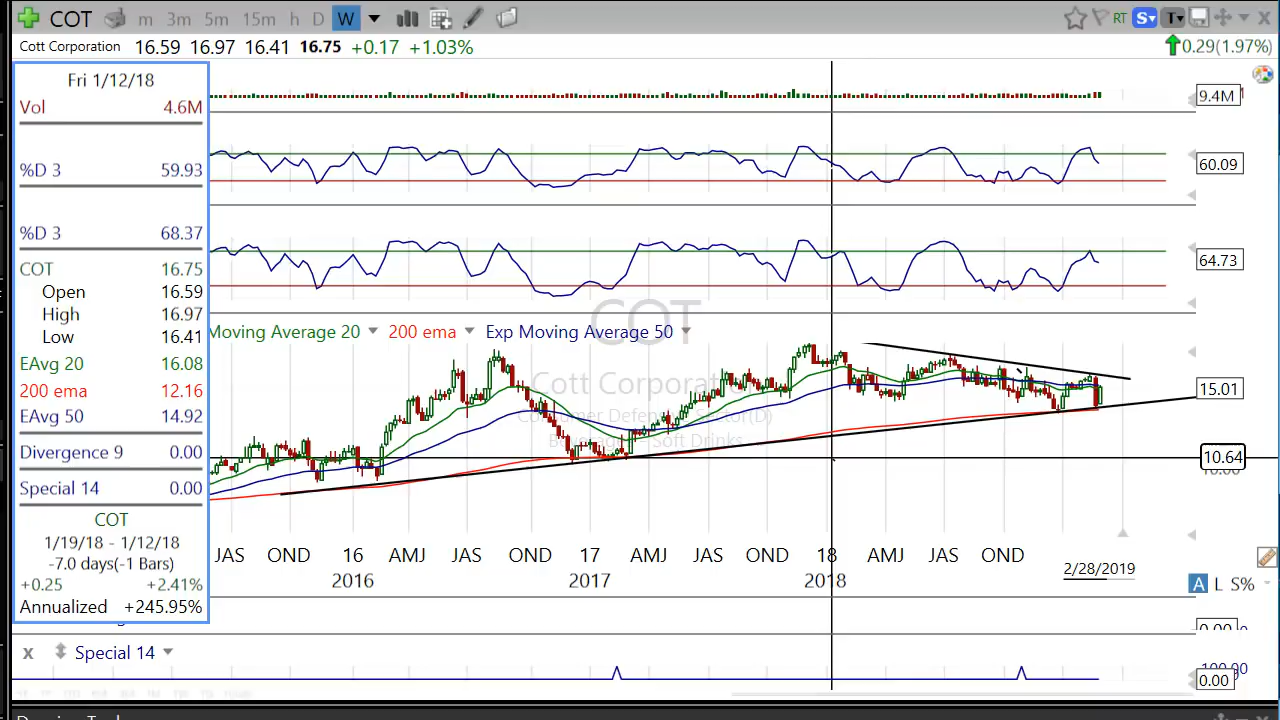 COT m 3m 5m 15m h D W RT S T
Cott Corporation 16.59 16.97 16.41 16.75 +0.17 +1.03% 0.29(1.97%)
Fri 1/12/18
Vol 4.6M
9.4M
%D 3 59.93
60.09
%D 3 68.37
64.73
COT 16.75
Open 16.59
High 16.97
Low 16.41
EAvg 20 16.08
200 ema 12.16
EAvg 50 14.92
Divergence 9 0.00
Special 14 0.00
COT
1/19/18 - 1/12/18
-7.0 days(-1 Bars)
+0.25 +2.41%
Annualized +245.95%
COT
Moving Average 20 200 ema Exp Moving Average 50
Cott Corpora
Beverages - Soft Drinks
15.01
10.64
JAS OND 16 AMJ JAS OND 17 AMJ JAS OND 18 AMJ JAS OND
2016 2017 2018 2/28/2019
A L S%
x Special 14
0.00